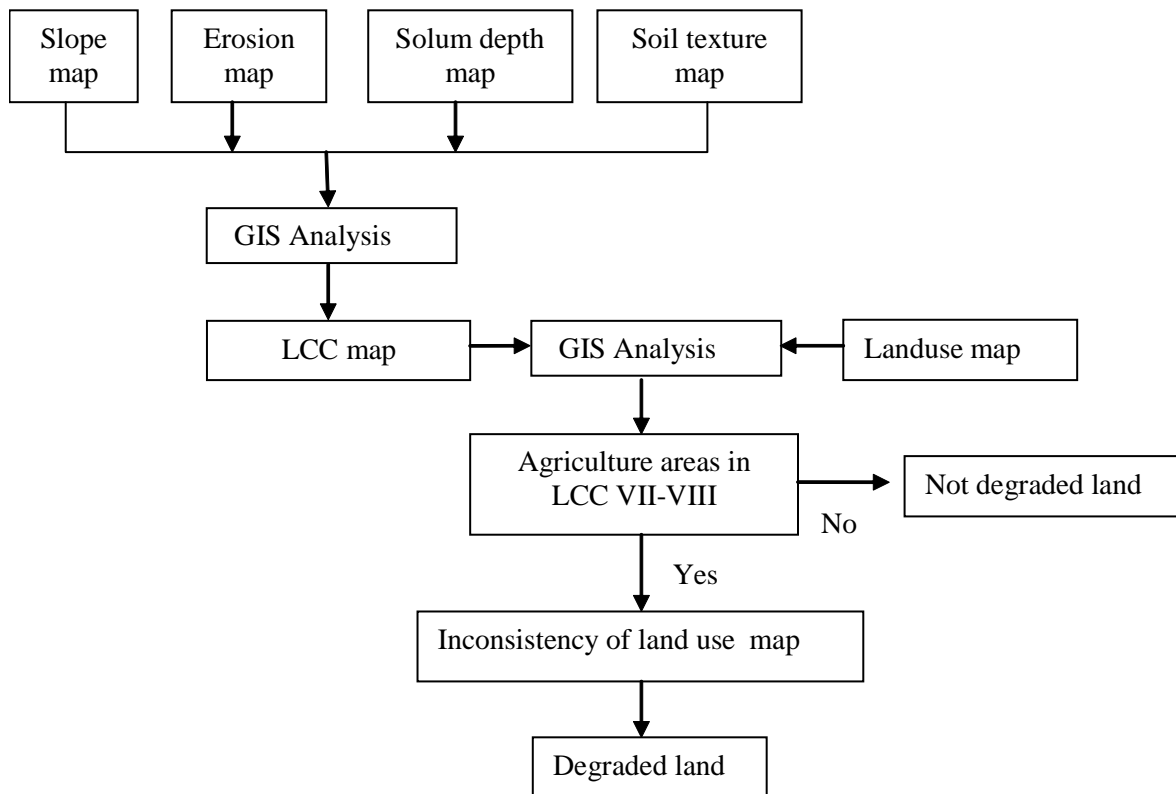 Slope
map
Erosion
map
Solum depth
map
Soil texture
map
GIS Analysis
LCC map
GIS Analysis
Landuse map
Agriculture areas in
LCC VII-VIII
Not degraded land
No
Yes
Inconsistency of land use map
Degraded land